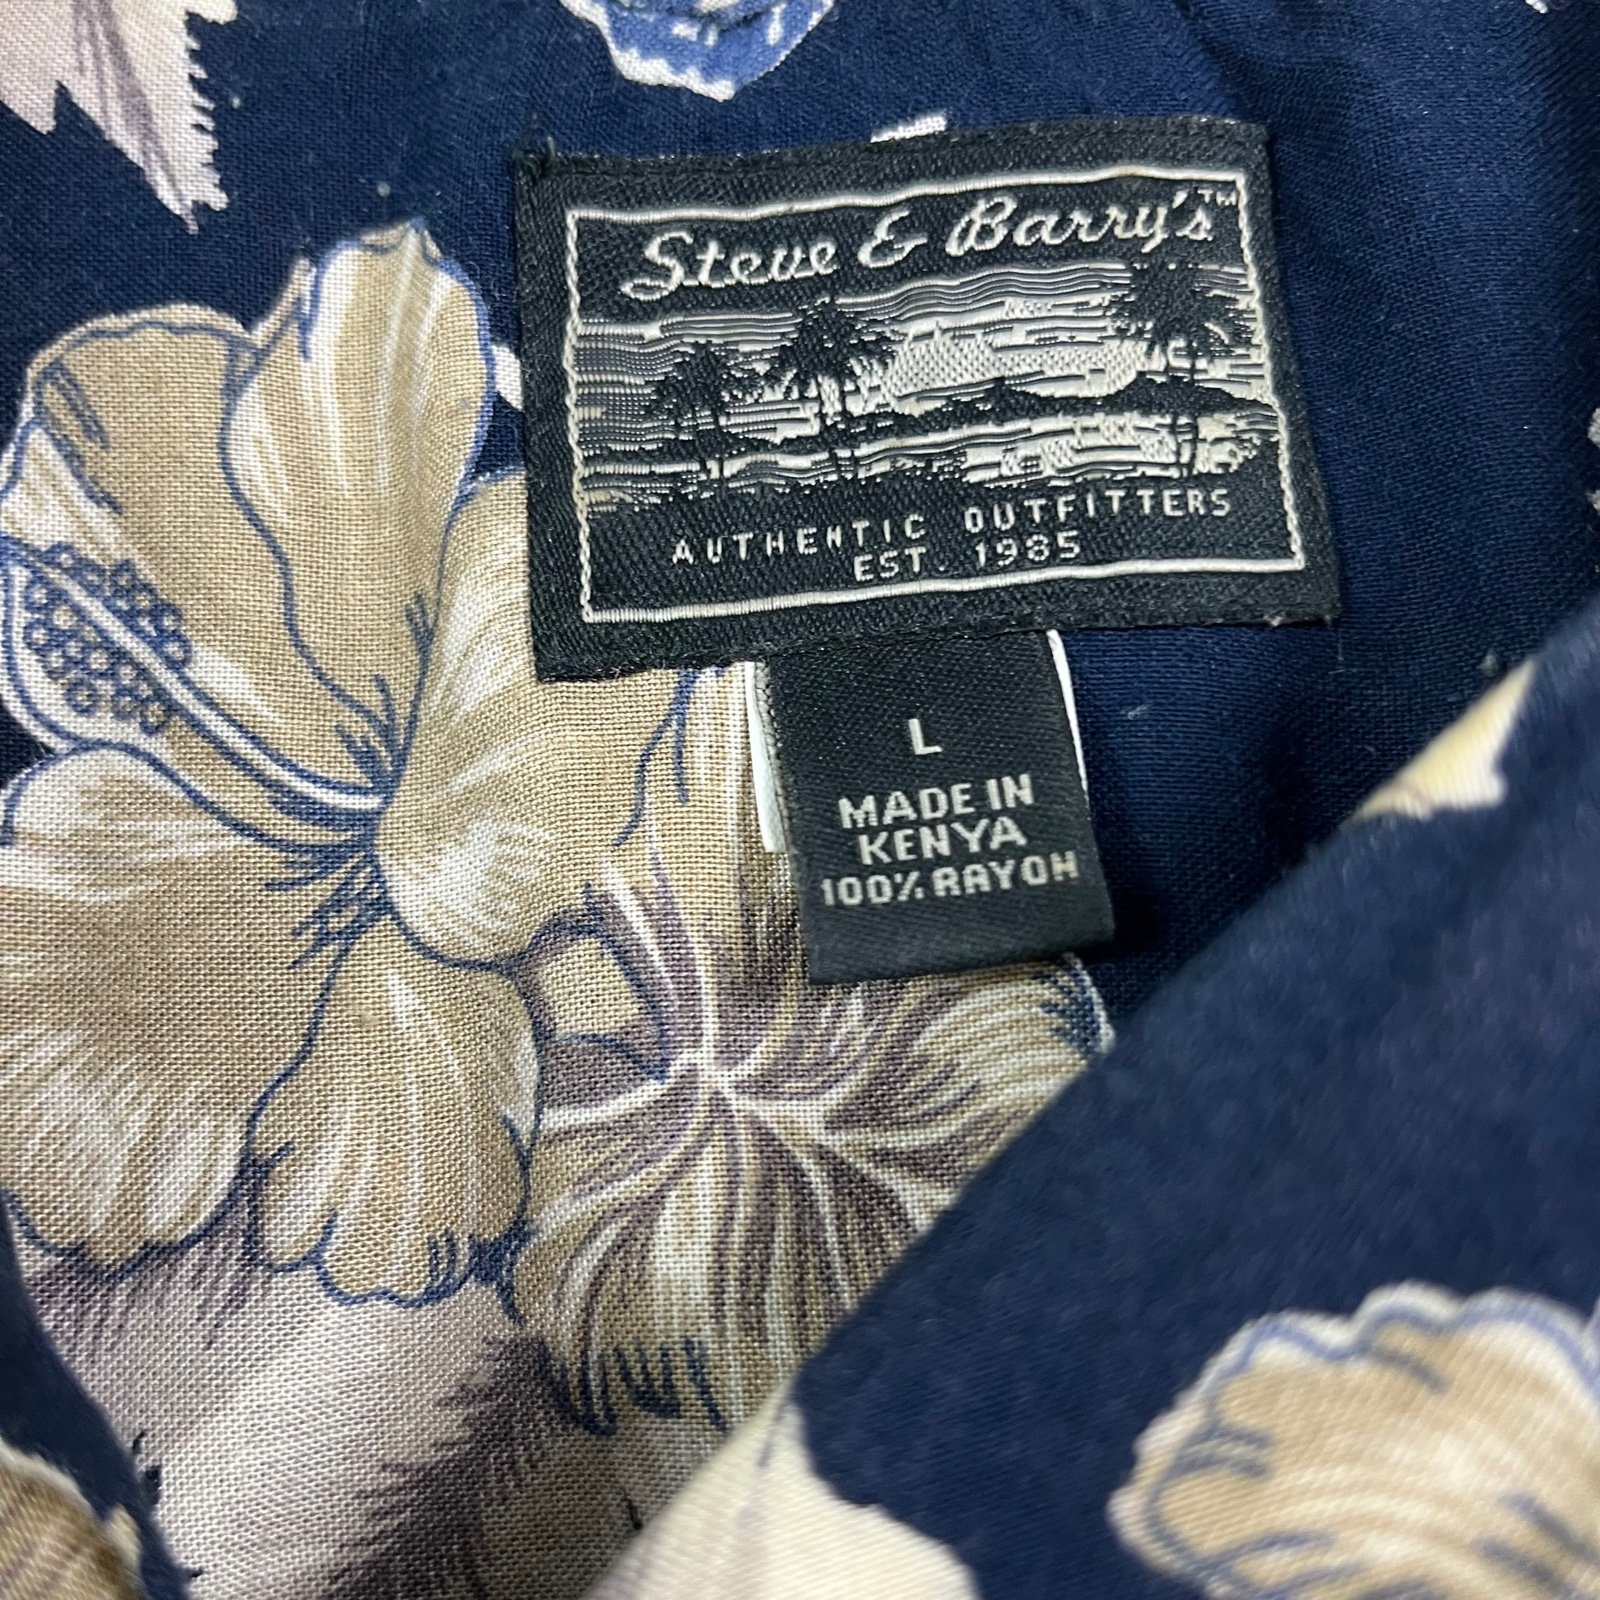 Steve & Barry's™
AUTHENTIC OUTFITTERS
EST. 1985
L
MADE IN
KENYA
100% RAYON